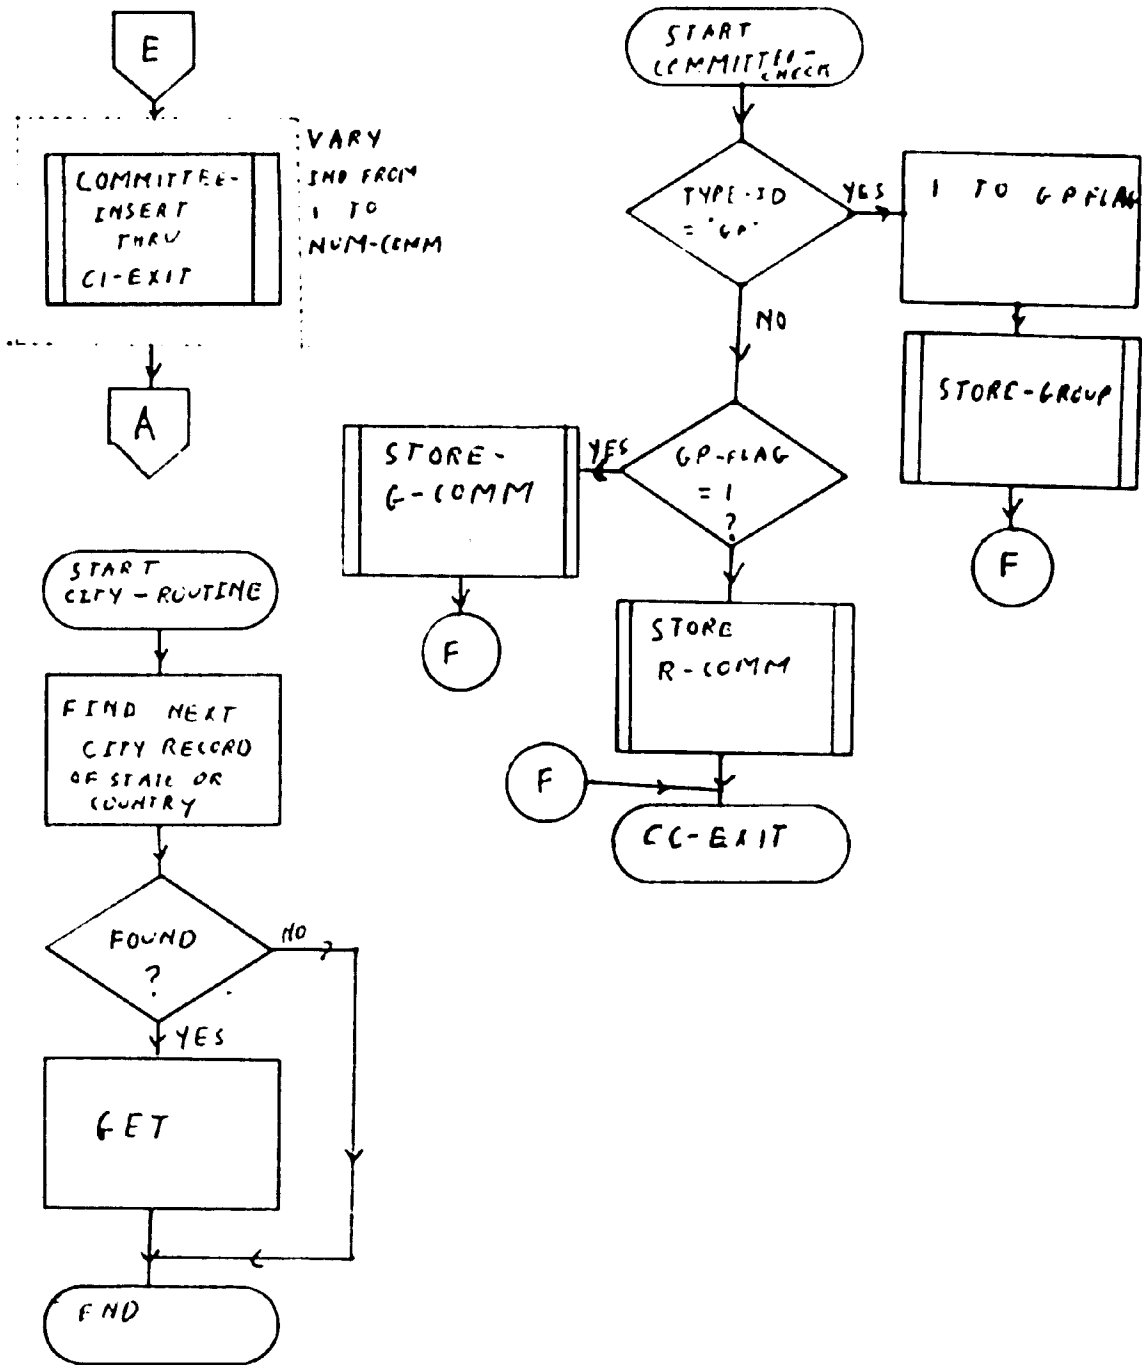 E
COMMITTEE-
INSERT
THRU
CI-EXIT
VARY
IND FROM
1 TO
NUM-COMM
A
START
CITY-ROUTINE
FIND NEXT
CITY RECORD
OF STATE OR
COUNTRY
FOUND
?
NO
YES
GET
END
START
COMMITTEE-
CHECK
TYPE-ID
= "GP"
YES
1 TO GPFLAG
STORE-GROUP
F
NO
GP-FLAG
= 1
?
YES
STORE-
G-COMM
F
STORE
R-COMM
F
CC-EXIT